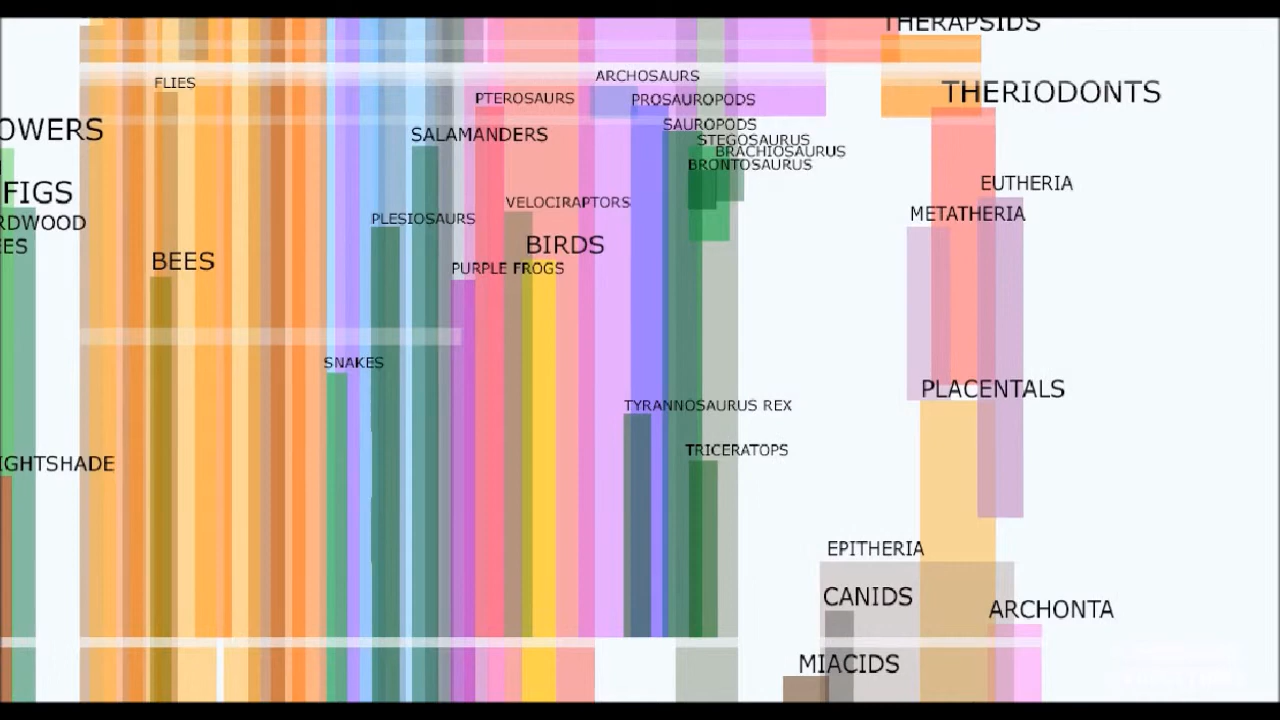 THERAPSIDS
ARCHOSAURS
FLIES
THERIODONTS
PTEROSAURS
PROSAUROPODS
SAUROPODS
OWERS
SALAMANDERS
STEGOSAURUS
BRACHIOSAURUS
BRONTOSAURUS
EUTHERIA
FIGS
VELOCIRAPTORS
METATHERIA
PLESIOSAURS
RDWOOD
EES
BIRDS
BEES
PURPLE FROGS
SNAKES
PLACENTALS
TYRANNOSAURUS REX
TRICERATOPS
IGHTSHADE
EPITHERIA
CANIDS
ARCHONTA
MIACIDS